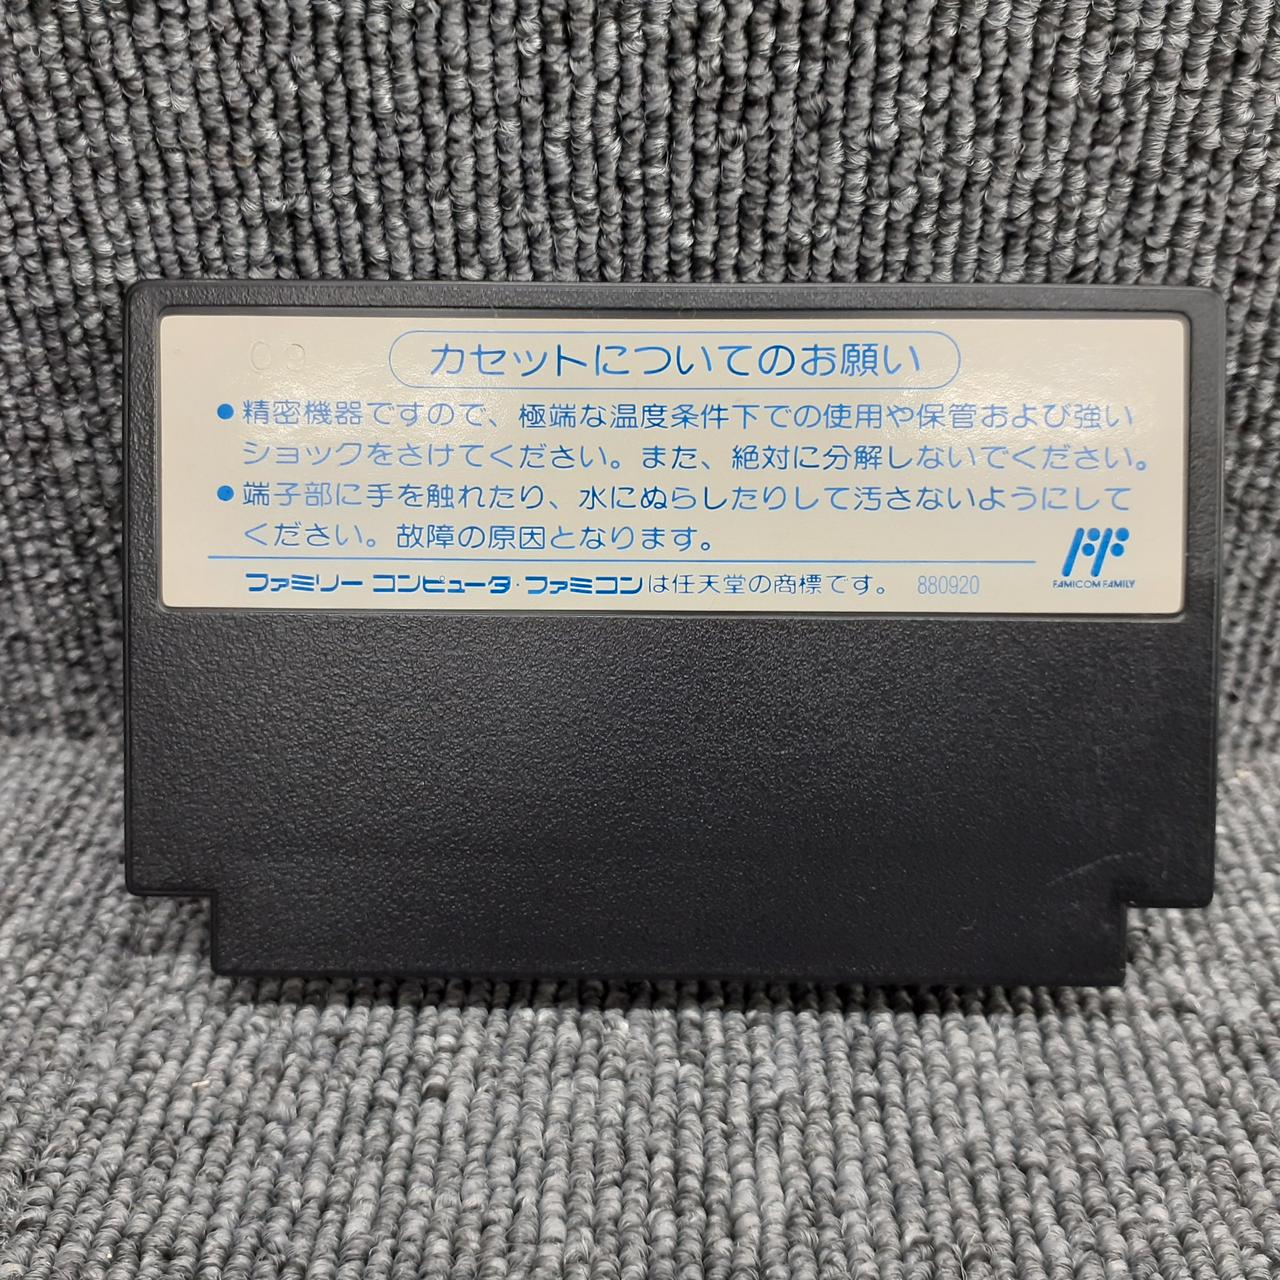 09
カセットについてのお願い
●精密機器ですので、極端な温度条件下での使用や保管および強い
ショックをさけてください。また、絶対に分解しないでください。
●端子部に手を触れたり、水にぬらしたりして汚さないようにして
ください。故障の原因となります。
ファミリー コンピュータ・ファミコンは任天堂の商標です。 880920
FAMICOM FAMILY